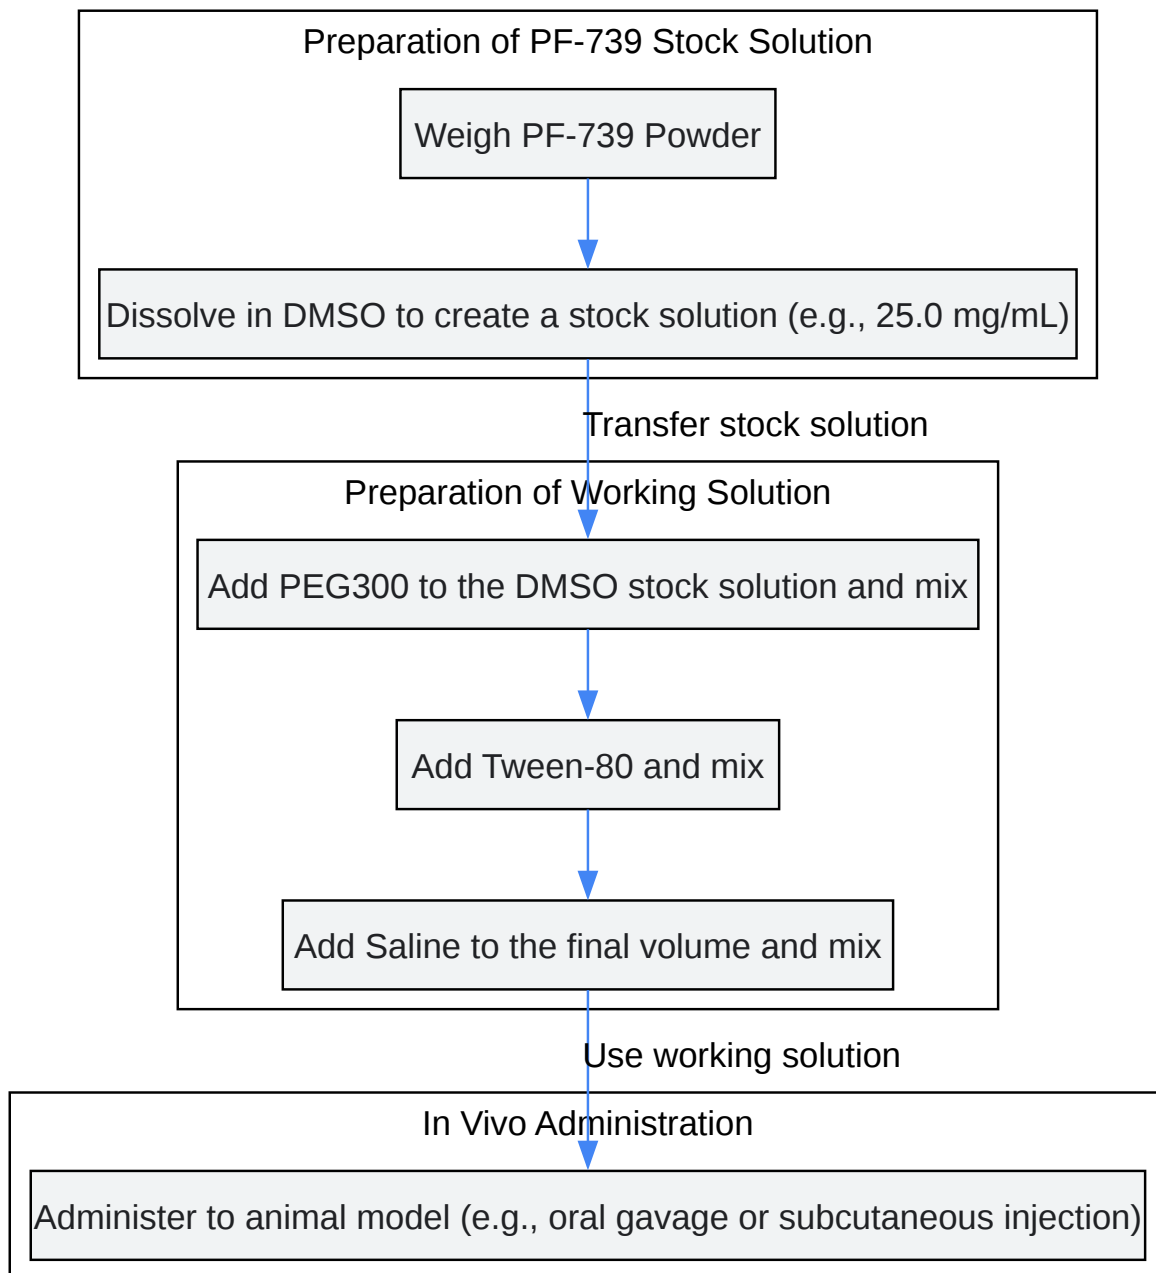 Preparation of PF-739 Stock Solution
Weigh PF-739 Powder
Dissolve in DMSO to create a stock solution (e.g., 25.0 mg/mL)
Transfer stock solution
Preparation of Working Solution
Add PEG300 to the DMSO stock solution and mix
Add Tween-80 and mix
Add Saline to the final volume and mix
Use working solution
In Vivo Administration
Administer to animal model (e.g., oral gavage or subcutaneous injection)